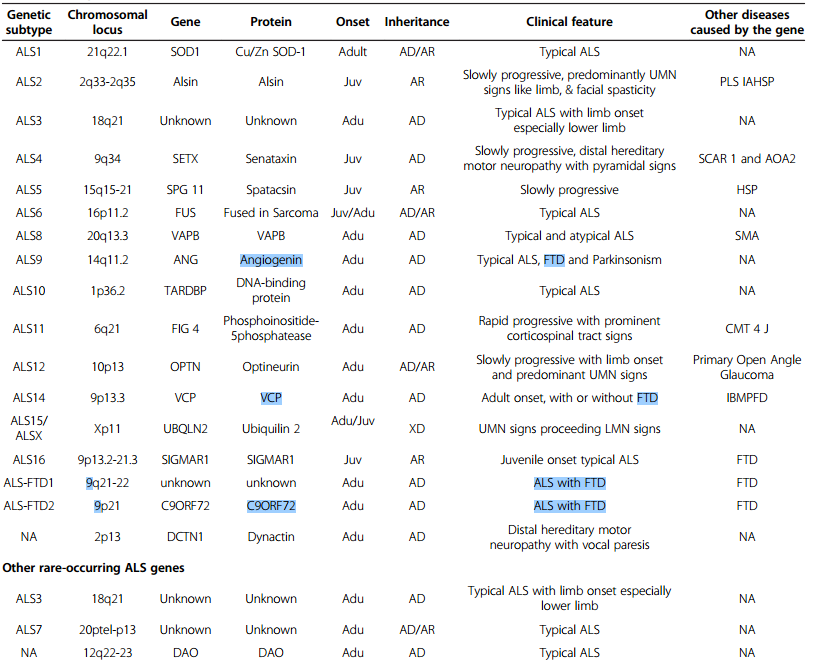 Genetic subtype Chromosomal locus Gene Protein Onset Inheritance Clinical feature Other diseases caused by the gene
ALS1 21q22.1 SOD1 Cu/Zn SOD-1 Adult AD/AR Typical ALS NA
ALS2 2q33-2q35 Alsin Alsin Juv AR Slowly progressive, predominantly UMN signs like limb, & facial spasticity PLS IAHSP
ALS3 18q21 Unknown Unknown Adu AD Typical ALS with limb onset especially lower limb NA
ALS4 9q34 SETX Senataxin Juv AD Slowly progressive, distal hereditary motor neuropathy with pyramidal signs SCAR 1 and AOA2
ALS5 15q15-21 SPG 11 Spatacsin Juv AR Slowly progressive HSP
ALS6 16p11.2 FUS Fused in Sarcoma Juv/Adu AD/AR Typical ALS NA
ALS8 20q13.3 VAPB VAPB Adu AD Typical and atypical ALS SMA
ALS9 14q11.2 ANG Angiogenin Adu AD Typical ALS, FTD and Parkinsonism NA
ALS10 1p36.2 TARDBP DNA-binding protein Adu AD Typical ALS NA
ALS11 6q21 FIG 4 Phosphoinositide-5phosphatease Adu AD Rapid progressive with prominent corticospinal tract signs CMT 4 J
ALS12 10p13 OPTN Optineurin Adu AD/AR Slowly progressive with limb onset and predominant UMN signs Primary Open Angle Glaucoma
ALS14 9p13.3 VCP VCP Adu AD Adult onset, with or without FTD IBMPFD
ALS15/ALSX Xp11 UBQLN2 Ubiquilin 2 Adu/Juv XD UMN signs proceeding LMN signs NA
ALS16 9p13.2-21.3 SIGMAR1 SIGMAR1 Juv AR Juvenile onset typical ALS FTD
ALS-FTD1 9q21-22 unknown unknown Adu AD ALS with FTD FTD
ALS-FTD2 9p21 C9ORF72 C9ORF72 Adu AD ALS with FTD FTD
NA 2p13 DCTN1 Dynactin Adu AD Distal hereditary motor neuropathy with vocal paresis NA
Other rare-occurring ALS genes
ALS3 18q21 Unknown Unknown Adu AD Typical ALS with limb onset especially lower limb NA
ALS7 20ptel-p13 Unknown Unknown Adu AD/AR Typical ALS NA
NA 12q22-23 DAO DAO Adu AD Typical ALS NA